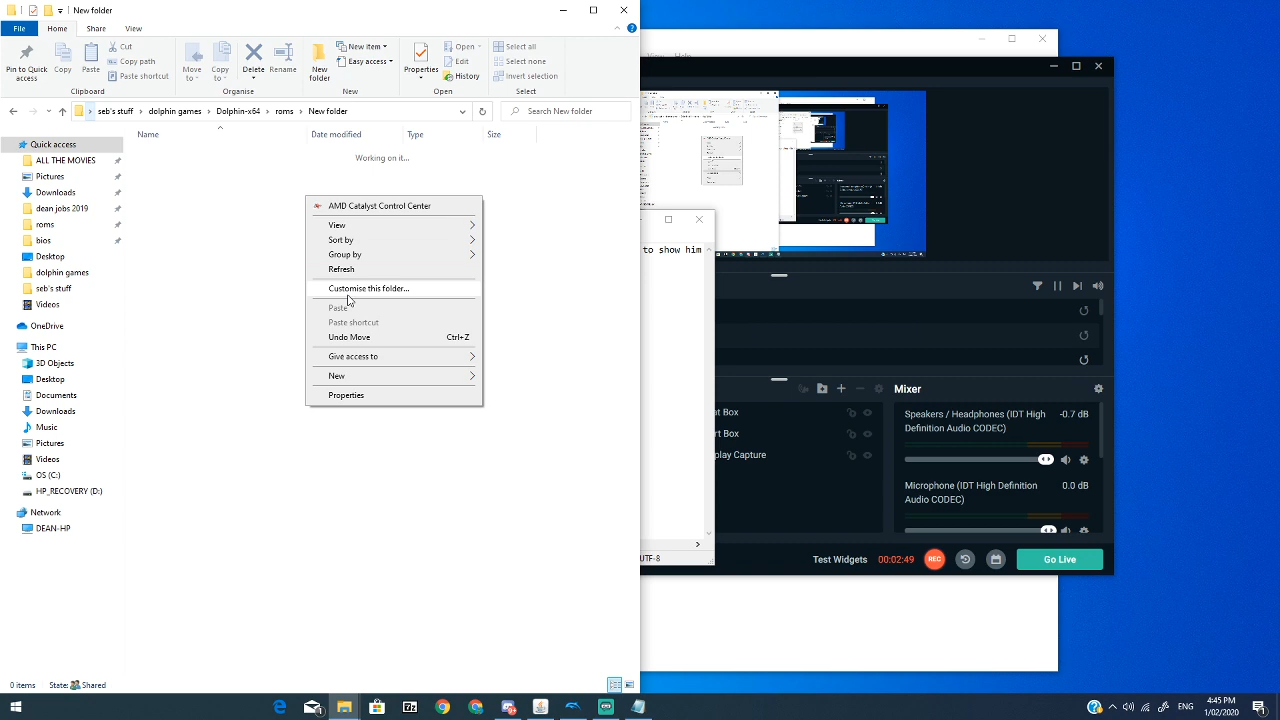 New folder
File
Home
Share
View
Pin to Quick access
Copy
Paste
Cut
Copy path
Paste shortcut
Clipboard
Move to
Copy to
Delete
Rename
Organise
New folder
New item
Easy access
New
Properties
Open
Edit
History
Open
Select all
Select none
Invert selection
Select
seb's stuff
dolphin games
Dolphin-x64
roms
New folder
Search New folder
Name
Date modified
Type
Size
Working on it...
Quick access
ALL THE MOVIES
Pictures
Downloads
dean jobs 2019
roms
bios
Desktop
dolphin games
seb's stuff
Videos
OneDrive
This PC
3D Objects
Desktop
Documents
Downloads
Music
Pictures
Videos
OS (C:)
HP_RECOVERY (D:)
Network
DEAN-HP
AMD Catalyst Control Center
View
Sort by
Group by
Refresh
Customise this folder...
Paste
Paste shortcut
Undo Move
Ctrl+Z
Give access to
New
Properties
0 items
State:
Shared
View
Help
to show him
UTF-8
at Box
rt Box
play Capture
Mixer
Speakers / Headphones (IDT High Definition Audio CODEC)
-0.7 dB
Microphone (IDT High Definition Audio CODEC)
0.0 dB
Test Widgets
00:02:49
REC
Go Live
ENG
4:45 PM
1/02/2020